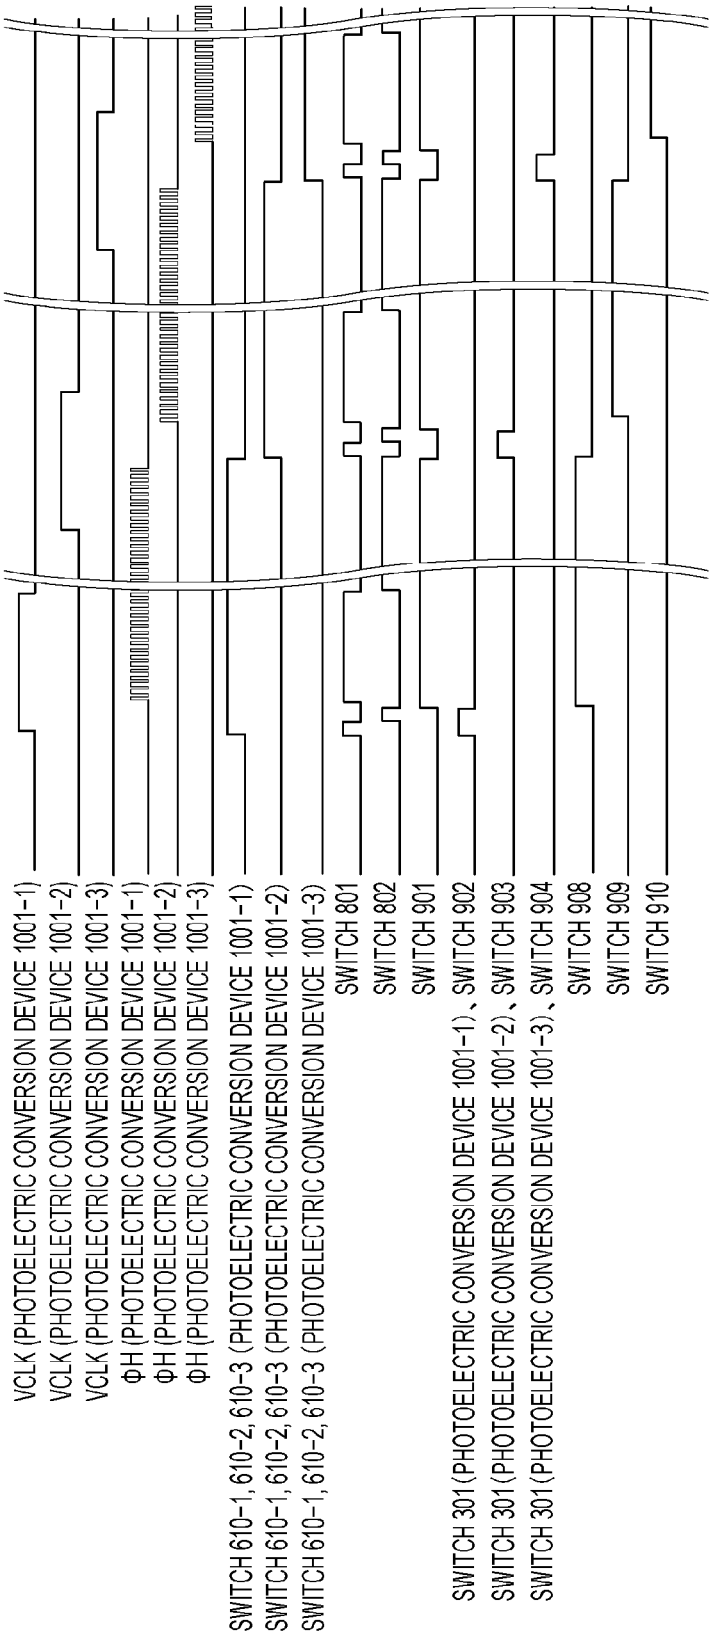 VCLK (PHOTOELECTRIC CONVERSION DEVICE 1001-1)
VCLK (PHOTOELECTRIC CONVERSION DEVICE 1001-2)
VCLK (PHOTOELECTRIC CONVERSION DEVICE 1001-3)
ΦH (PHOTOELECTRIC CONVERSION DEVICE 1001-1)
ΦH (PHOTOELECTRIC CONVERSION DEVICE 1001-2)
ΦH (PHOTOELECTRIC CONVERSION DEVICE 1001-3)
SWITCH 610-1, 610-2, 610-3 (PHOTOELECTRIC CONVERSION DEVICE 1001-1)
SWITCH 610-1, 610-2, 610-3 (PHOTOELECTRIC CONVERSION DEVICE 1001-2)
SWITCH 610-1, 610-2, 610-3 (PHOTOELECTRIC CONVERSION DEVICE 1001-3)
SWITCH 801
SWITCH 802
SWITCH 901
SWITCH 301 (PHOTOELECTRIC CONVERSION DEVICE 1001-1)、SWITCH 902
SWITCH 301 (PHOTOELECTRIC CONVERSION DEVICE 1001-2)、SWITCH 903
SWITCH 301 (PHOTOELECTRIC CONVERSION DEVICE 1001-3)、SWITCH 904
SWITCH 908
SWITCH 909
SWITCH 910